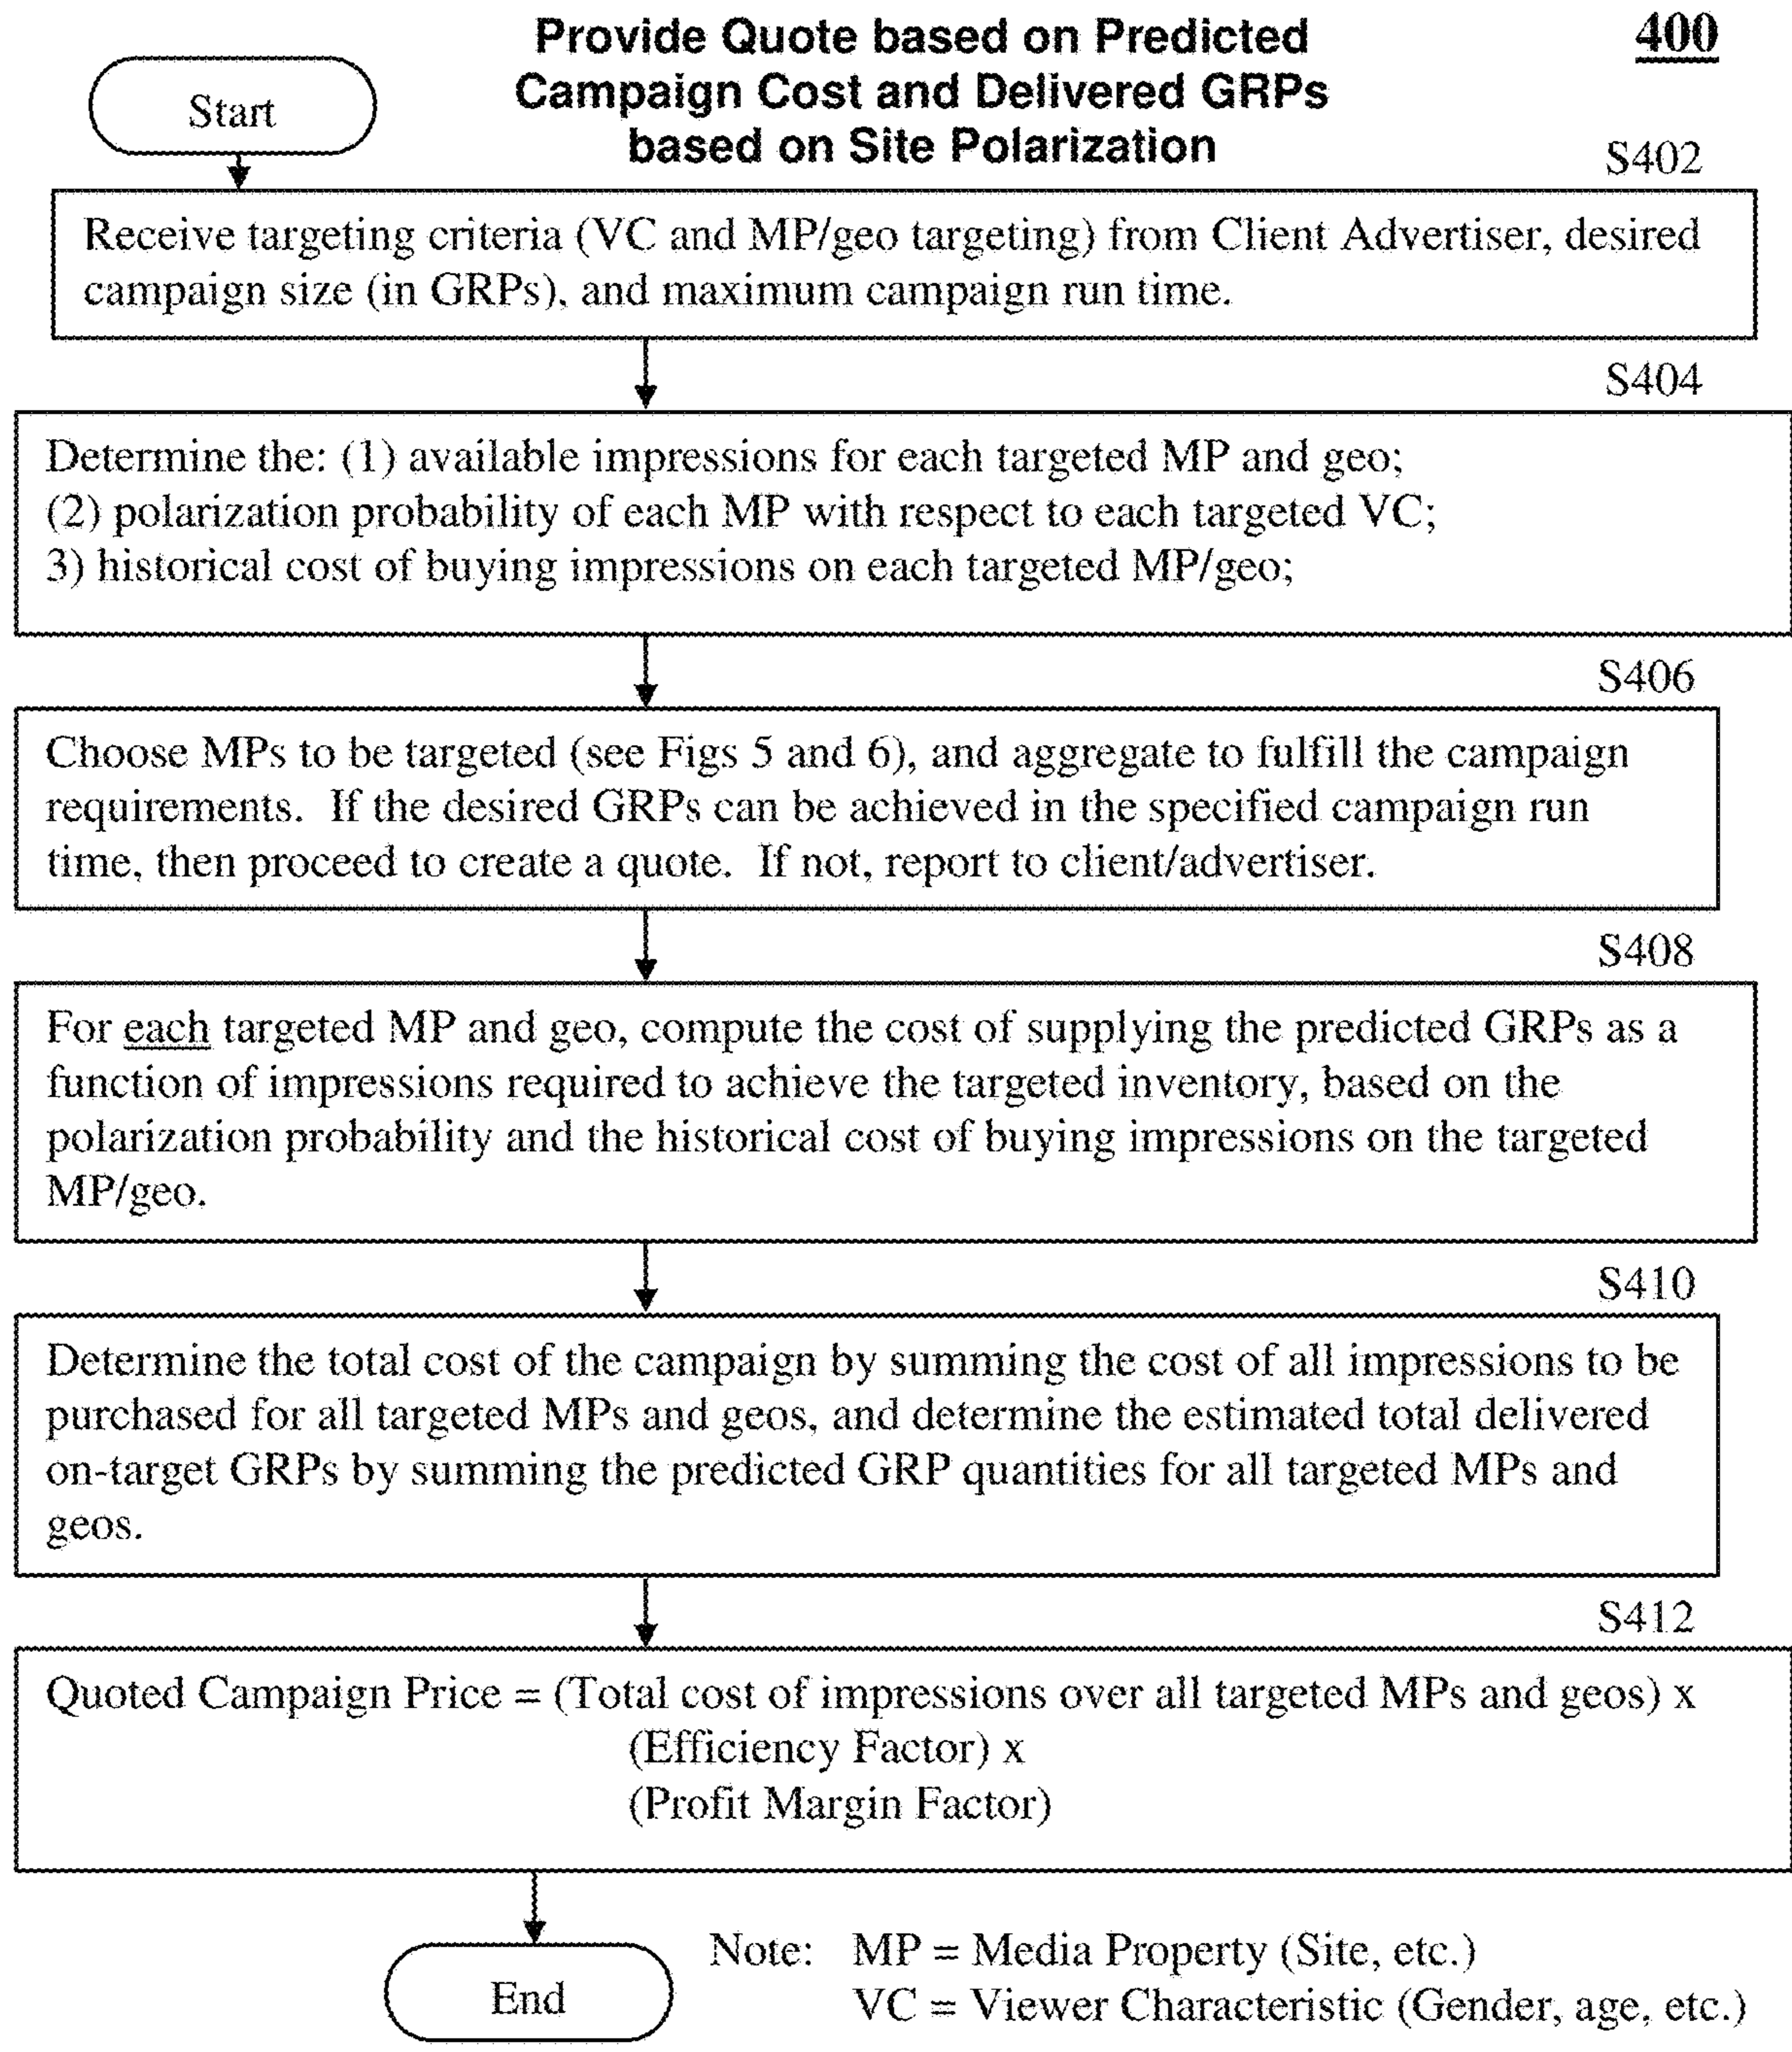 Provide Quote based on Predicted
Campaign Cost and Delivered GRPs
based on Site Polarization
400
Start
S402
Receive targeting criteria (VC and MP/geo targeting) from Client Advertiser, desired
campaign size (in GRPs), and maximum campaign run time.
S404
Determine the: (1) available impressions for each targeted MP and geo;
(2) polarization probability of each MP with respect to each targeted VC;
3) historical cost of buying impressions on each targeted MP/geo;
S406
Choose MPs to be targeted (see Figs 5 and 6), and aggregate to fulfill the campaign
requirements.  If the desired GRPs can be achieved in the specified campaign run
time, then proceed to create a quote.  If not, report to client/advertiser.
S408
For each targeted MP and geo, compute the cost of supplying the predicted GRPs as a
function of impressions required to achieve the targeted inventory, based on the
polarization probability and the historical cost of buying impressions on the targeted
MP/geo.
S410
Determine the total cost of the campaign by summing the cost of all impressions to be
purchased for all targeted MPs and geos, and determine the estimated total delivered
on-target GRPs by summing the predicted GRP quantities for all targeted MPs and
geos.
S412
Quoted Campaign Price = (Total cost of impressions over all targeted MPs and geos) x
(Efficiency Factor) x
(Profit Margin Factor)
End
Note: MP = Media Property (Site, etc.)
VC = Viewer Characteristic (Gender, age, etc.)